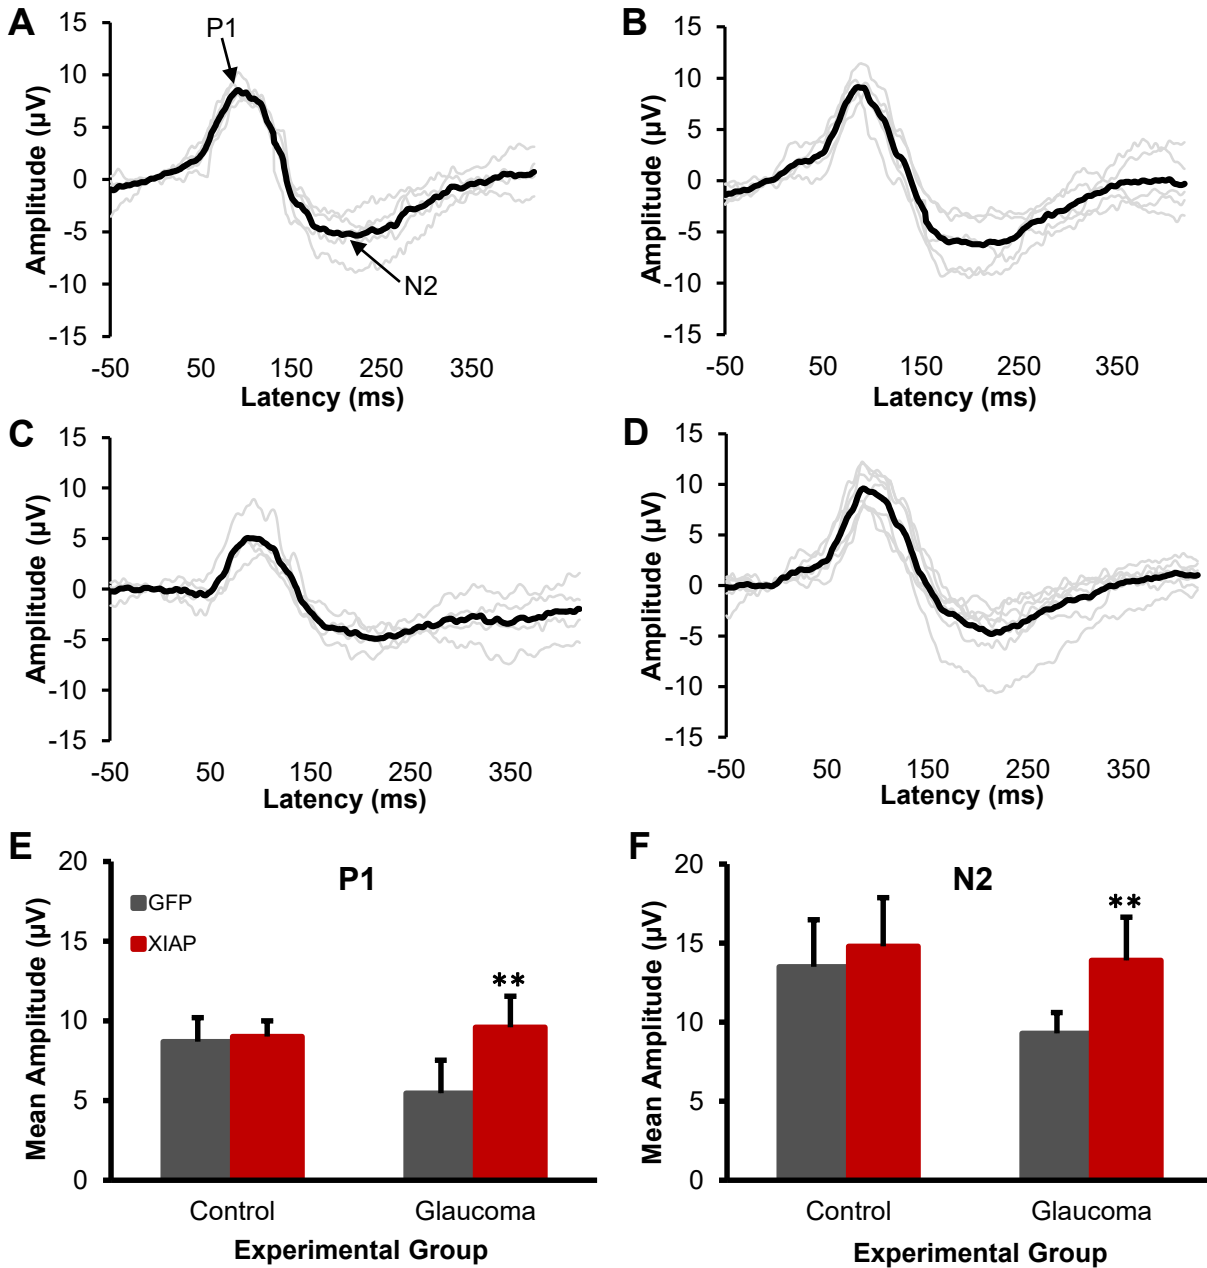 A
15
10
5
0
-5
-10
-15
Amplitude (µV)
P1
N2
-50 50 150 250 350
Latency (ms)
B
15
10
5
0
-5
-10
-15
Amplitude (µV)
-50 50 150 250 350
Latency (ms)
C
15
10
5
0
-5
-10
-15
Amplitude (µV)
-50 50 150 250 350
Latency (ms)
D
15
10
5
0
-5
-10
-15
Amplitude (µV)
-50 50 150 250 350
Latency (ms)
E
P1
20
15
10
5
0
Mean Amplitude (µV)
GFP
XIAP
**
Control Glaucoma
Experimental Group
F
N2
20
15
10
5
0
Mean Amplitude (µV)
**
Control Glaucoma
Experimental Group